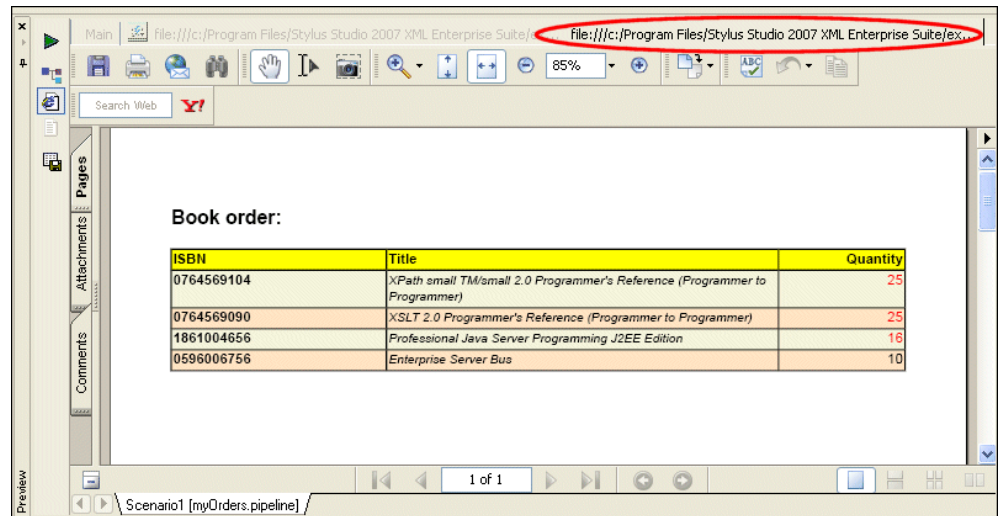 Main file:///c:/Program Files/Stylus Studio 2007 XML Enterprise Suite/e file:///c:/Program Files/Stylus Studio 2007 XML Enterprise Suite/ex...
85%
ABC
Search Web Y!
Pages
Attachments
Comments
Book order:
ISBN Title Quantity
0764569104 XPath small TM/small 2.0 Programmer's Reference (Programmer to 25
Programmer)
0764569090 XSLT 2.0 Programmer's Reference (Programmer to Programmer) 25
1861004656 Professional Java Server Programming J2EE Edition 16
0596006756 Enterprise Server Bus 10
1 of 1
Preview
Scenario1 [myOrders.pipeline]